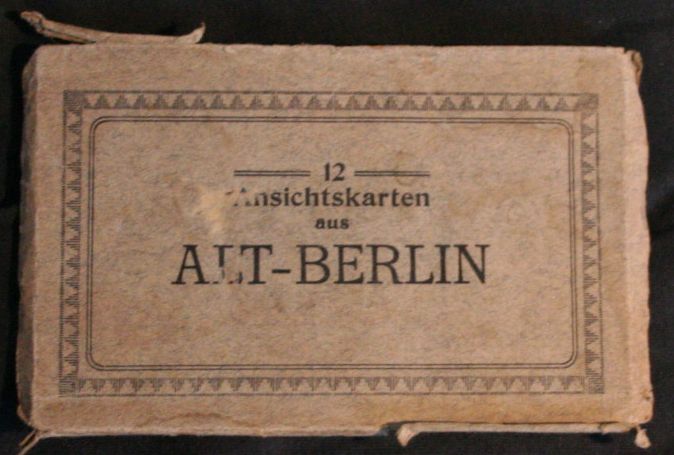 12
Ansichtskarten
aus
ALT-BERLIN